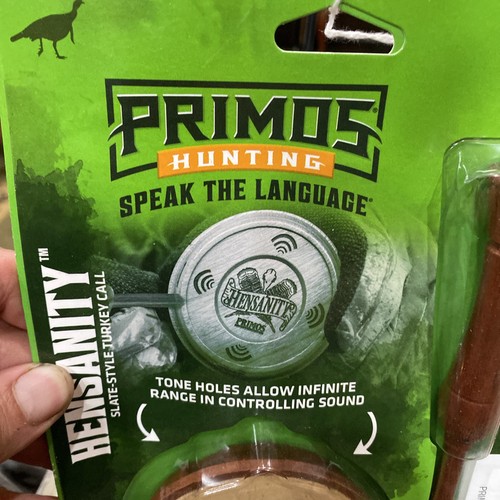 PRIMOS®
HUNTING
SPEAK THE LANGUAGE®
HENSANITY
PRIMOS
HENSANITY™
SLATE-STYLE TURKEY CALL
TONE HOLES ALLOW INFINITE
RANGE IN CONTROLLING SOUND